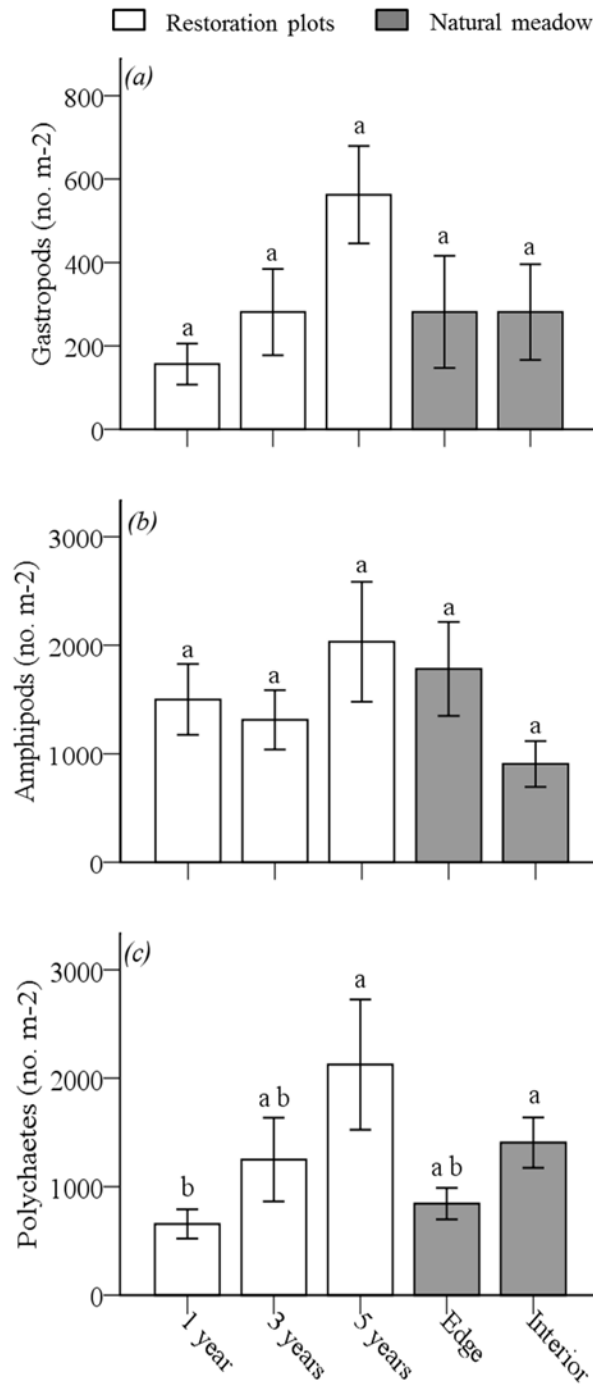 Restoration plots Natural meadow
(a)
Gastropods (no. m-2)
800
600
400
200
0
a a a a a
(b)
Amphipods (no. m-2)
3000
2000
1000
0
a a a a a
(c)
Polychaetes (no. m-2)
3000
2000
1000
0
b a b a a b a
1 year 3 years 5 years Edge Interior